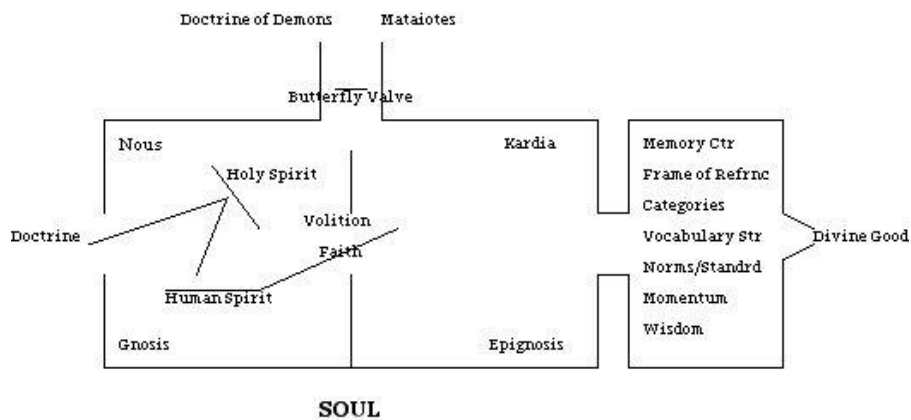 Doctrine of Demons
Mataiotes
Butterfly Valve
Nous
Kardia
Memory Ctr
Holy Spirit
Frame of Refrnc
Categories
Volition
Doctrine
Vocabulary Str
Divine Good
Faith
Norms/Standrd
Human Spirit
Momentum
Wisdom
Gnosis
Epignosis
SOUL